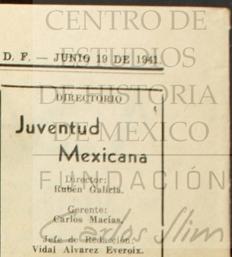 CENTRO DE
ESTUDIOS
D. F. — JUNIO 19 DE 1941.
DE HISTORIA
DIRECTORIO
Juventud
DE MEXICO
Mexicana
Director:
FUNDACIÓN
Rubén Galicia.
Gerente:
Carlos Macías.
Carlos Slim
Jefe de Redacción:
Vidal Alvarez Everoix.